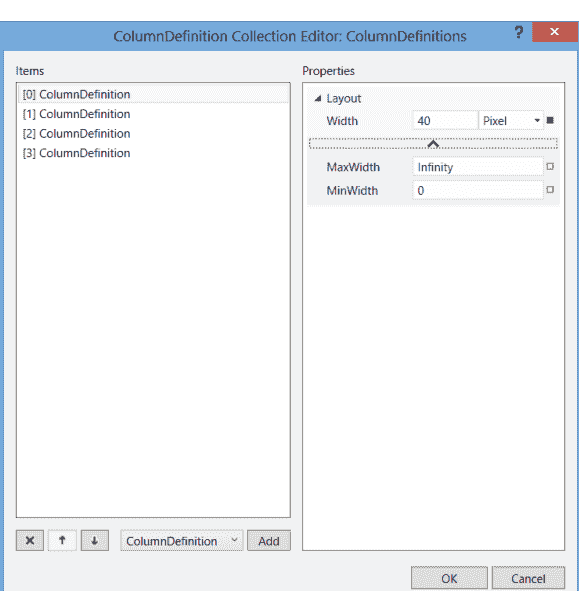 ColumnDefinition Collection Editor: ColumnDefinitions ? ×
Items
[0] ColumnDefinition
[1] ColumnDefinition
[2] ColumnDefinition
[3] ColumnDefinition
ColumnDefinition Add
Properties
Layout
Width 40 Pixel
MaxWidth Infinity
MinWidth 0
OK Cancel